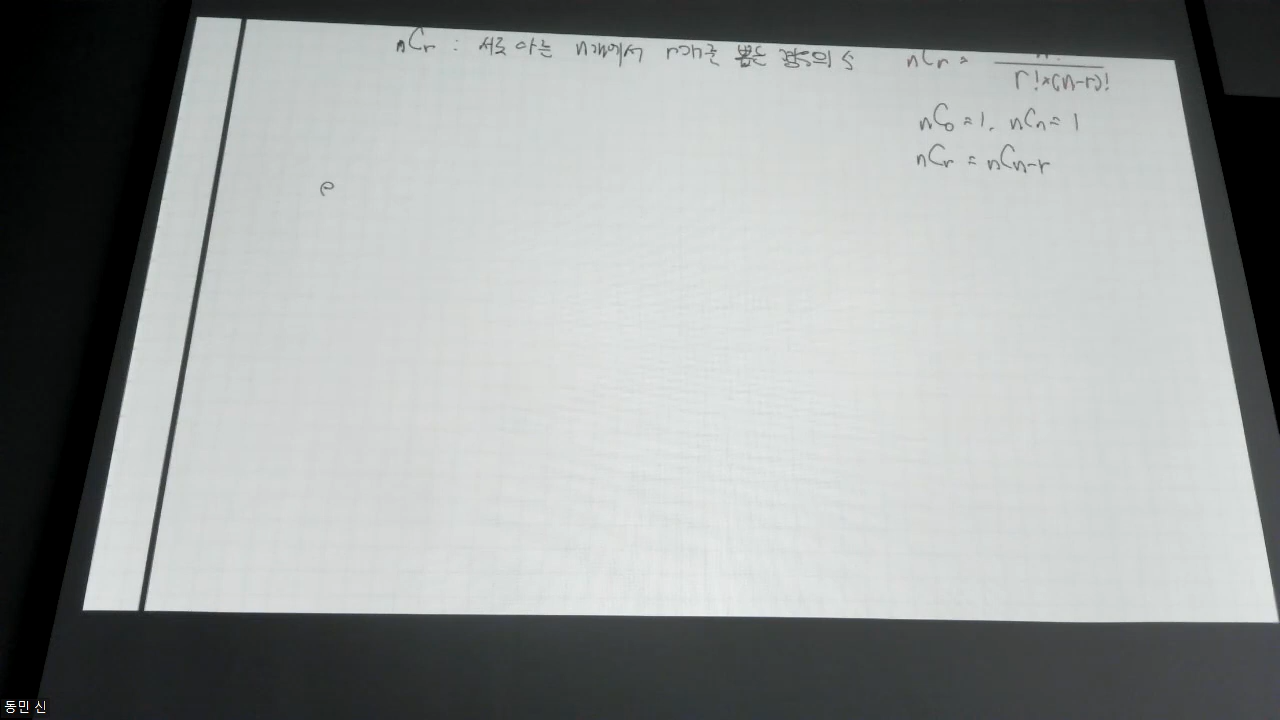 nCr : 서로 아른 n개에서 r개를 뽑는 경우의 수 nCr = n! / r!×(n-r)!
nC0 = 1, nCn = 1
nCr = nCn-r
e
동민 신